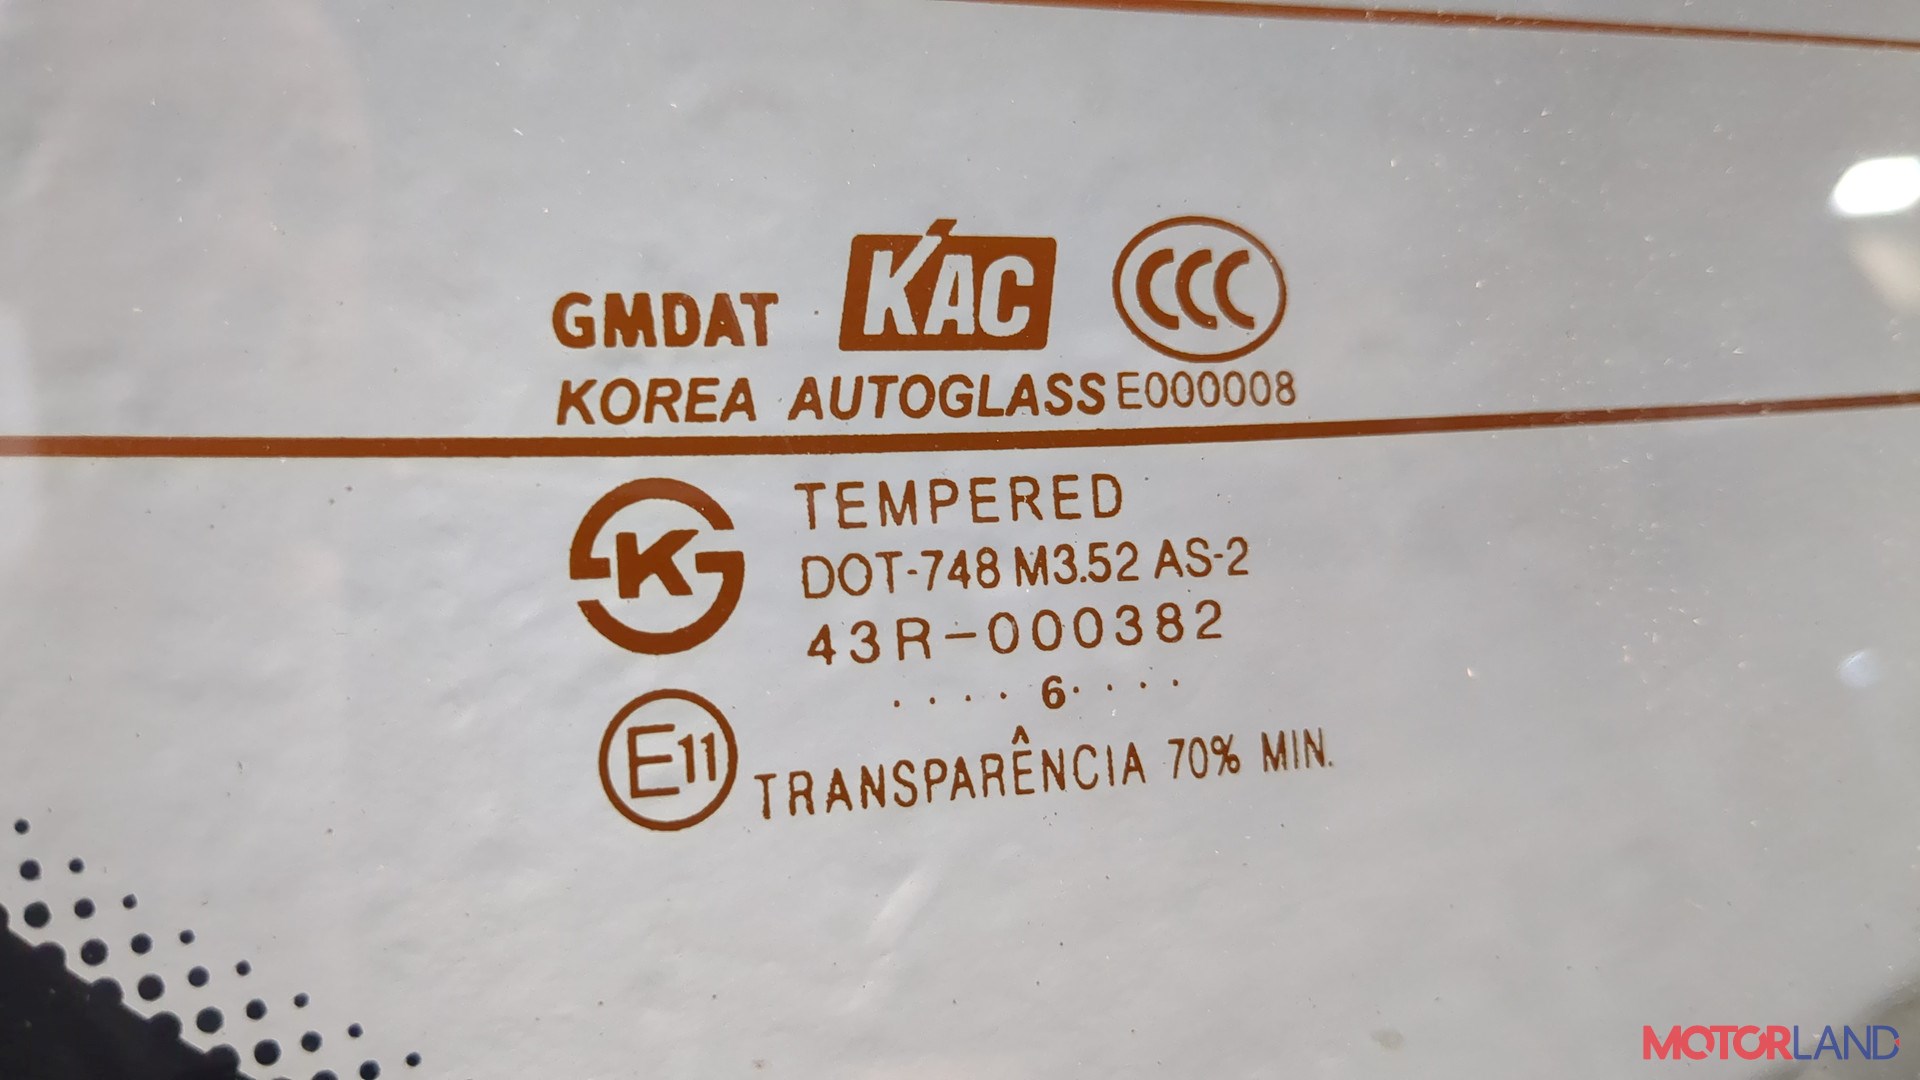 GMDAT KAC CCC
KOREA AUTOGLASS E000008
K TEMPERED
DOT-748 M3.52 AS-2
43R-000382
· · · · 6 · · · ·
E11 TRANSPARÊNCIA 70% MIN.
MOTORLAND